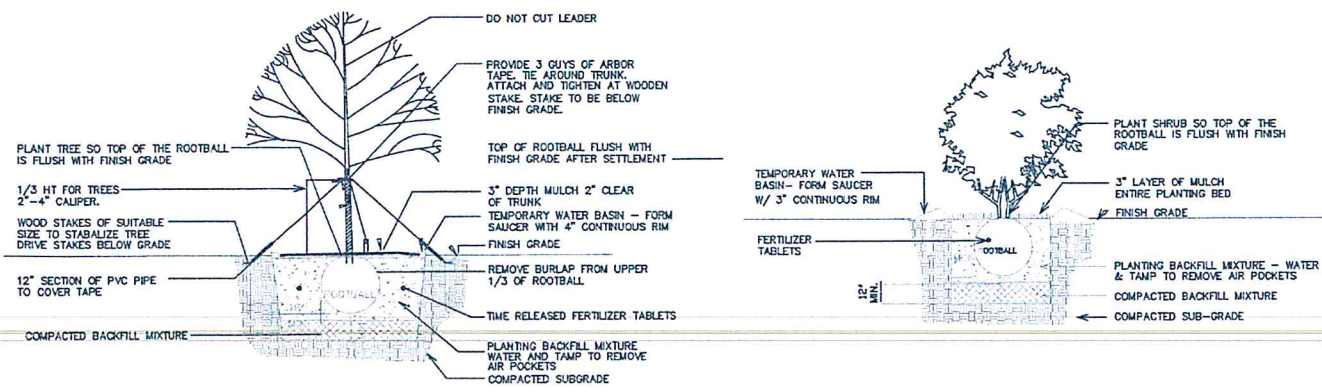 DO NOT CUT LEADER
PROVIDE 3 GUYS OF ARBOR
TAPE. TIE AROUND TRUNK.
ATTACH AND TIGHTEN AT WOODEN
STAKE. STAKE TO BE BELOW
FINISH GRADE.
PLANT TREE SO TOP OF THE ROOTBALL
IS FLUSH WITH FINISH GRADE
TOP OF ROOTBALL FLUSH WITH
FINISH GRADE AFTER SETTLEMENT
1/3 HT FOR TREES
2"-4" CALIPER.
3" DEPTH MULCH 2" CLEAR
OF TRUNK
WOOD STAKES OF SUITABLE
SIZE TO STABALIZE TREE
DRIVE STAKES BELOW GRADE
TEMPORARY WATER BASIN - FORM
SAUCER WITH 4" CONTINUOUS RIM
FINISH GRADE
12" SECTION OF PVC PIPE
TO COVER TAPE
REMOVE BURLAP FROM UPPER
1/3 OF ROOTBALL
ROOTBALL
TIME RELEASED FERTILIZER TABLETS
COMPACTED BACKFILL MIXTURE
PLANTING BACKFILL MIXTURE
WATER AND TAMP TO REMOVE
AIR POCKETS
COMPACTED SUBGRADE
PLANT SHRUB SO TOP OF THE
ROOTBALL IS FLUSH WITH FINISH
GRADE
TEMPORARY WATER
BASIN- FORM SAUCER
W/ 3" CONTINUOUS RIM
3" LAYER OF MULCH
ENTIRE PLANTING BED
FINISH GRADE
FERTILIZER
TABLETS
OOTBALL
PLANTING BACKFILL MIXTURE - WATER
& TAMP TO REMOVE AIR POCKETS
12"
MIN.
COMPACTED BACKFILL MIXTURE
COMPACTED SUB-GRADE